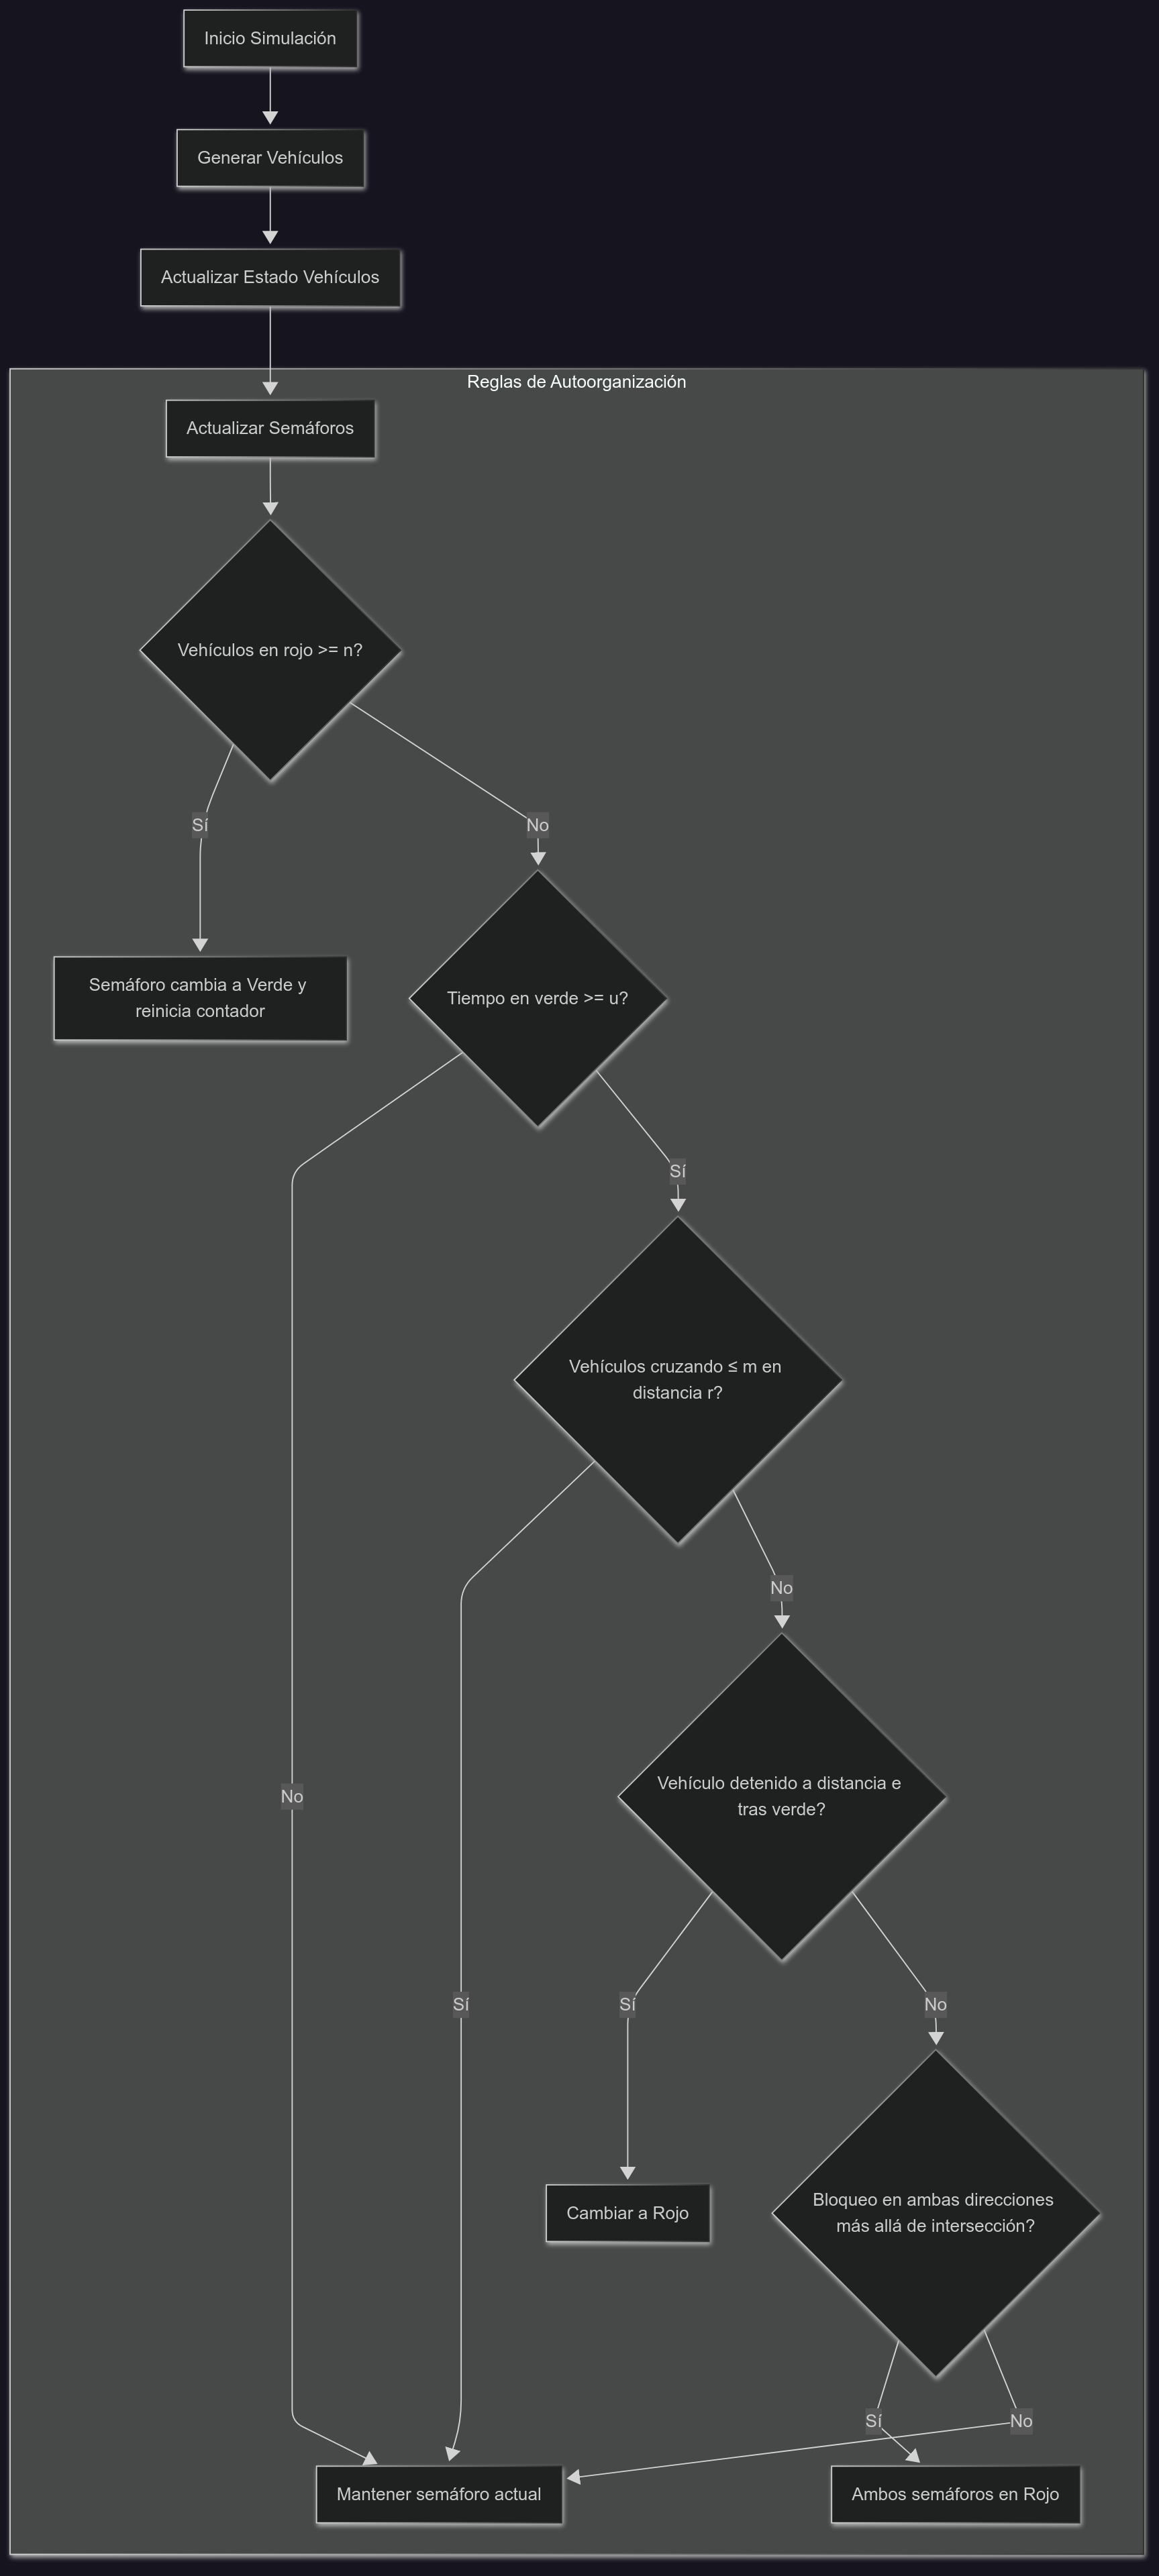 Inicio Simulación
Generar Vehículos
Actualizar Estado Vehículos
Reglas de Autoorganización
Actualizar Semáforos
Vehículos en rojo >= n?
Sí
No
Semáforo cambia a Verde y
reinicia contador
Tiempo en verde >= u?
Sí
Vehículos cruzando ≤ m en
distancia r?
No
Vehículo detenido a distancia e
tras verde?
No
Sí
Sí
No
Bloqueo en ambas direcciones
más allá de intersección?
Cambiar a Rojo
Sí
No
Mantener semáforo actual
Ambos semáforos en Rojo